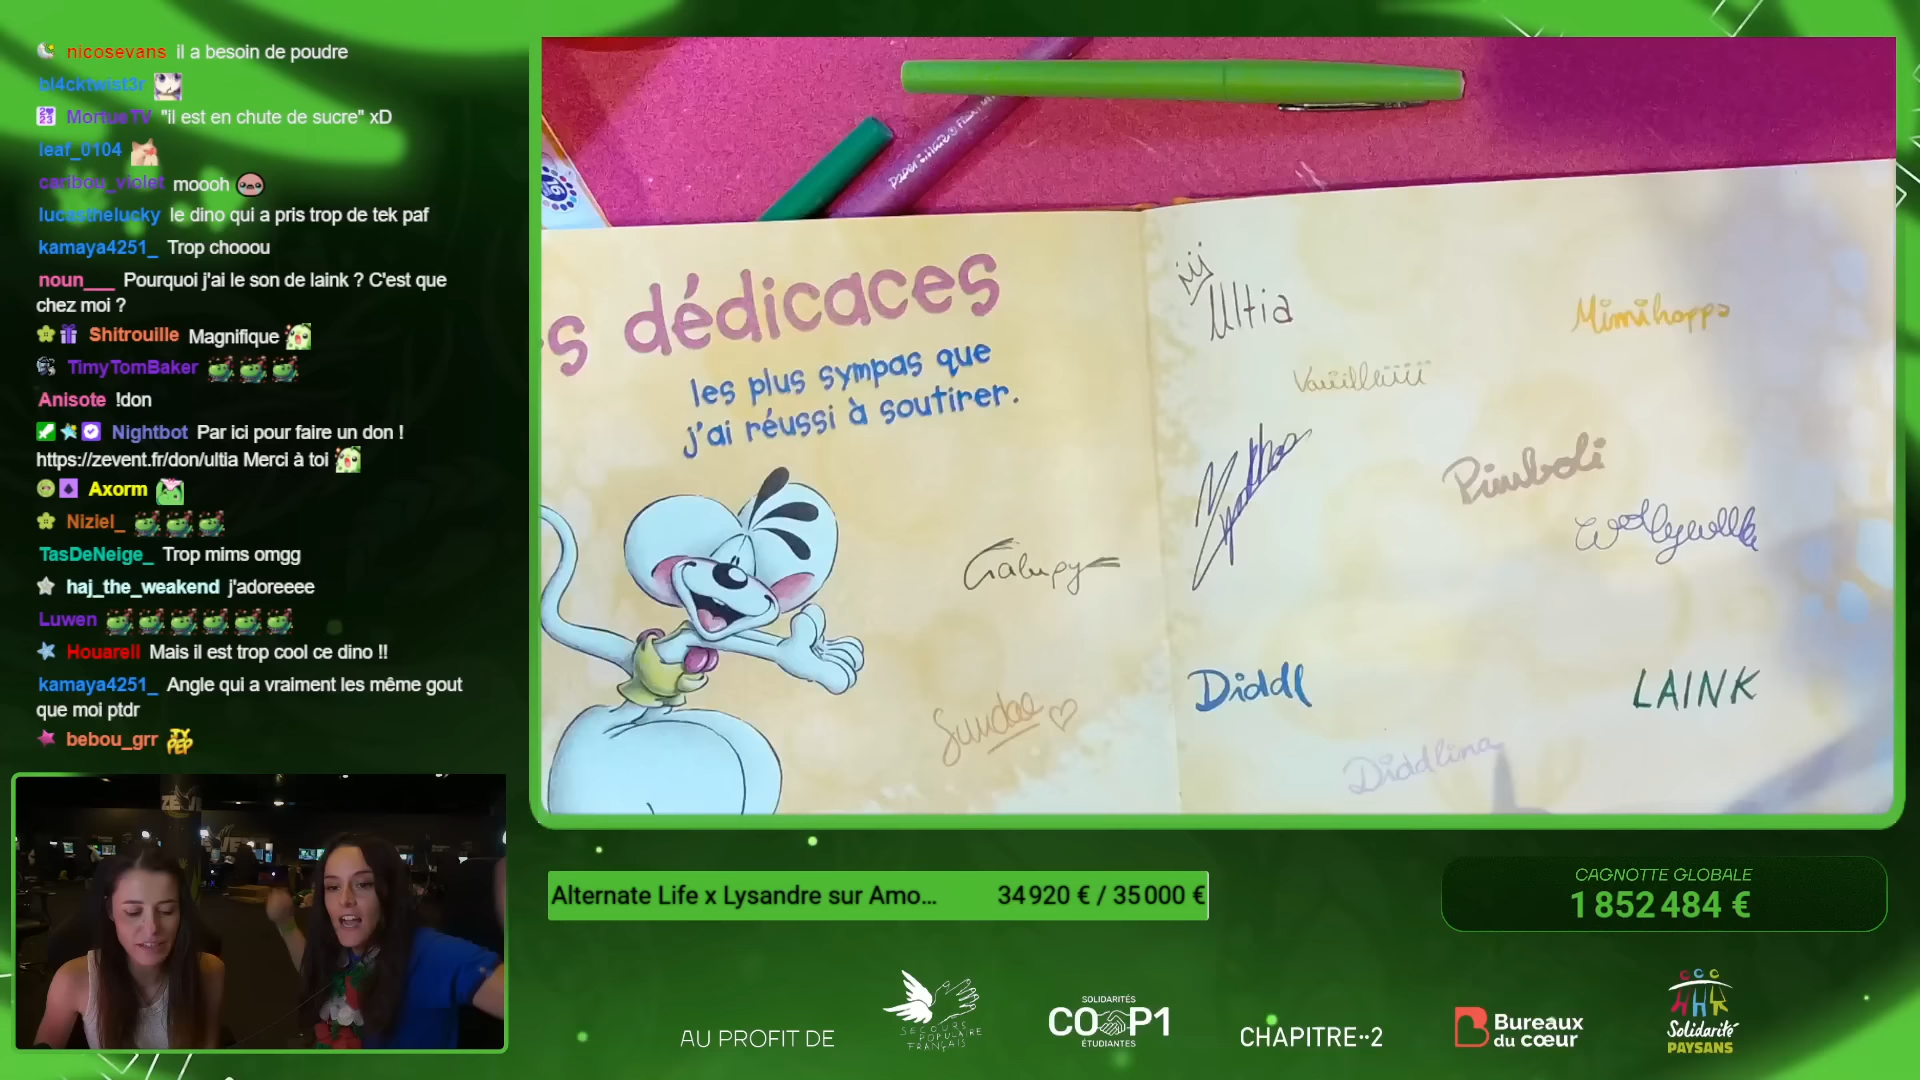 nicosevans il a besoin de poudre
bl4cktwist3r
MortueTV "il est en chute de sucre" xD
leaf_0104
caribou_violet moooh
lucasthelucky le dino qui a pris trop de tek paf
kamaya4251_ Trop chooou
noun___ Pourquoi j'ai le son de laink ? C'est que
chez moi ?
Shitrouille Magnifique
TimyTomBaker
Anisote !don
Nightbot Par ici pour faire un don !
https://zevent.fr/don/ultia Merci à toi
Axorm
Niziel_
TasDeNeige_ Trop mims omgg
haj_the_weakend j'adoreeee
Luwen
Houarell Mais il est trop cool ce dino !!
kamaya4251_ Angle qui a vraiment les même gout
que moi ptdr
bebou_grr
s dédicaces
les plus sympas que
j'ai réussi à soutirer.
Ultia
Mimihopps
Pimboli
Galupy
Wollywell
Diddl
LAINK
Sundae
Diddlina
Alternate Life x Lysandre sur Amo... 34 920 € / 35 000 €
CAGNOTTE GLOBALE
1 852 484 €
AU PROFIT DE
SECOURS
POPULAIRE
FRANÇAIS
SOLIDARITÉS
COP1
ÉTUDIANTES
CHAPITRE··2
Bureaux
du cœur
Solidarité
PAYSANS